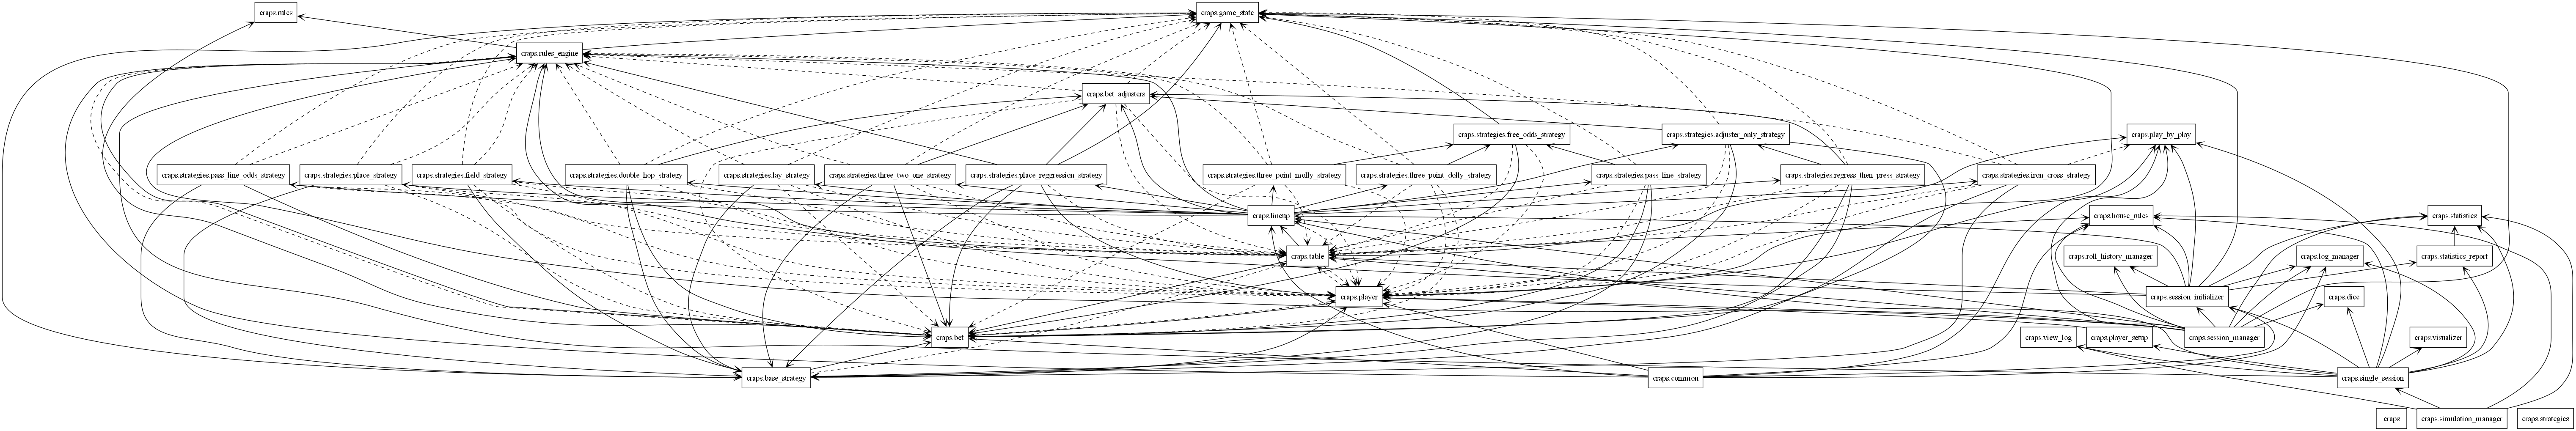 craps.rules
craps.game_state
craps.rules_engine
craps.bet_adjusters
craps.strategies.free_odds_strategy
craps.strategies.adjuster_only_strategy
craps.play_by_play
craps.strategies.pass_line_odds_strategy
craps.strategies.place_strategy
craps.strategies.field_strategy
craps.strategies.double_hop_strategy
craps.strategies.lay_strategy
craps.strategies.three_two_one_strategy
craps.strategies.place_reggression_strategy
craps.strategies.three_point_molly_strategy
craps.strategies.three_point_dolly_strategy
craps.strategies.pass_line_strategy
craps.strategies.regress_then_press_strategy
craps.strategies.iron_cross_strategy
craps.lineup
craps.house_rules
craps.statistics
craps.table
craps.roll_history_manager
craps.log_manager
craps.statistics_report
craps.player
craps.session_initializer
craps.dice
craps.bet
craps.view_log
craps.player_setup
craps.session_manager
craps.visualizer
craps.base_strategy
craps.common
craps.single_session
craps
craps.simulation_manager
craps.strategies